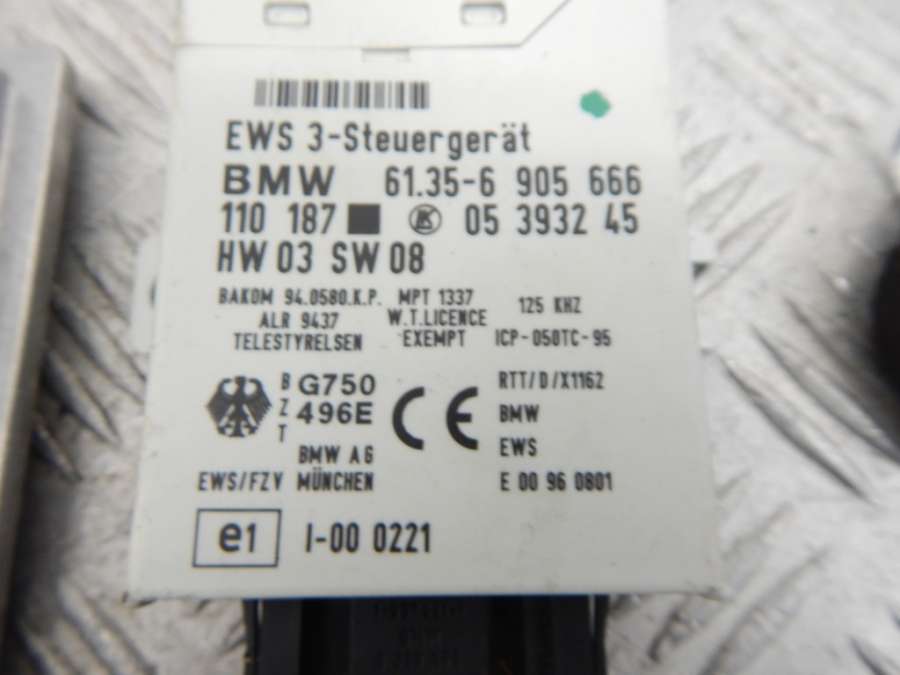 EWS 3-Steuergerät
BMW 61.35-6 905 666
110 187 05 3932 45
HW 03 SW 08
BAKOM 94.0580.K.P. MPT 1337 125 KHZ
ALR 9437 W.T.LICENCE
TELESTYRELSEN EXEMPT ICP-050TC-95
BZT G750 496E CE RTT/D/X1162
BMW
BMW AG EWS
EWS/FZV MÜNCHEN E 00 96 0801
e1 I-00 0221